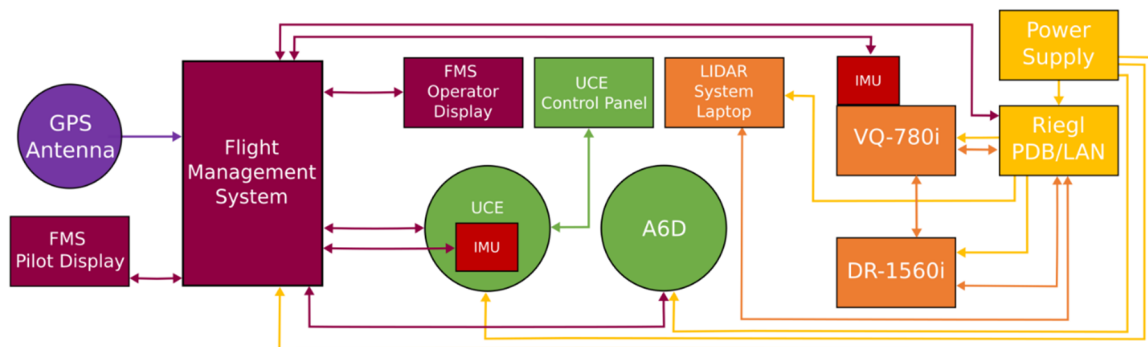 GPS
Antenna
FMS
Pilot Display
Flight
Management
System
FMS
Operator
Display
UCE
Control Panel
LIDAR
System
Laptop
IMU
VQ-780i
Power
Supply
Riegl
PDB/LAN
UCE
IMU
A6D
DR-1560i